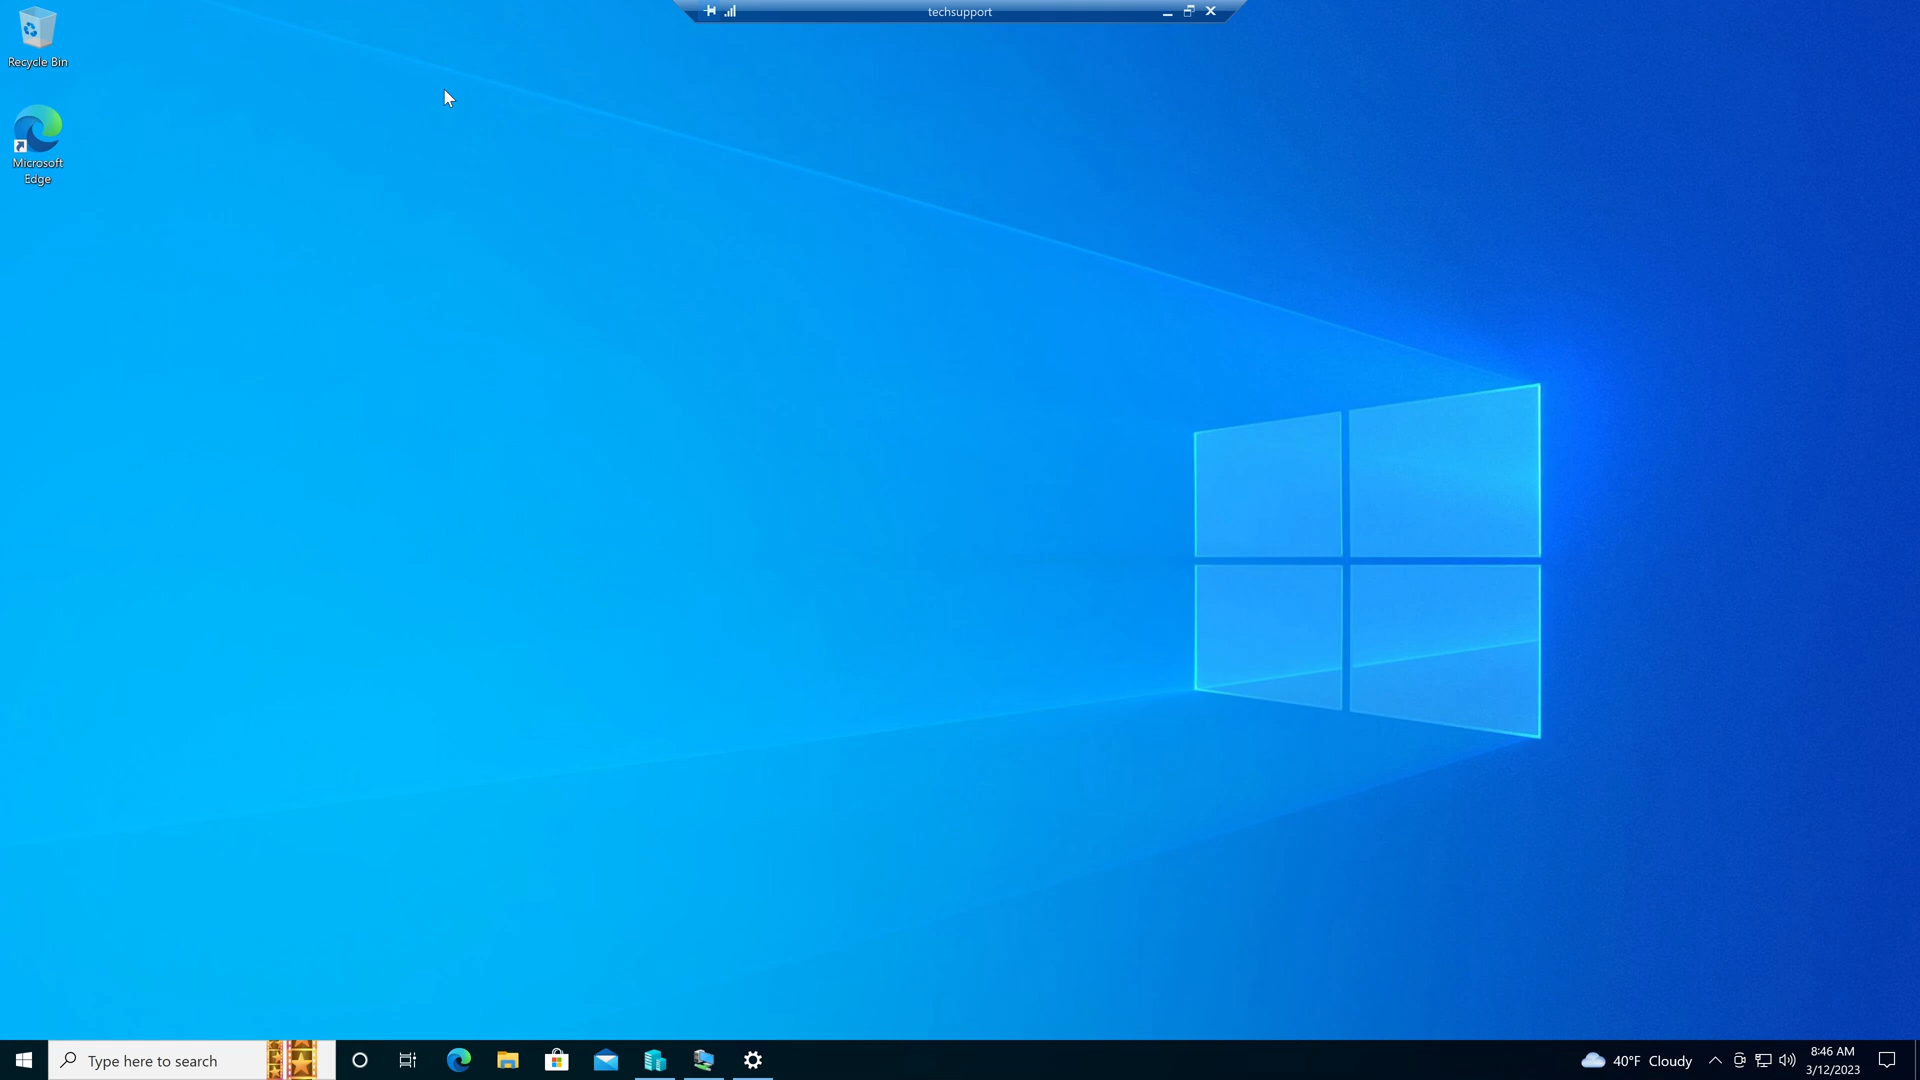 techsupport
Recycle Bin
Microsoft
Edge
Type here to search
40°F Cloudy
8:46 AM
3/12/2023